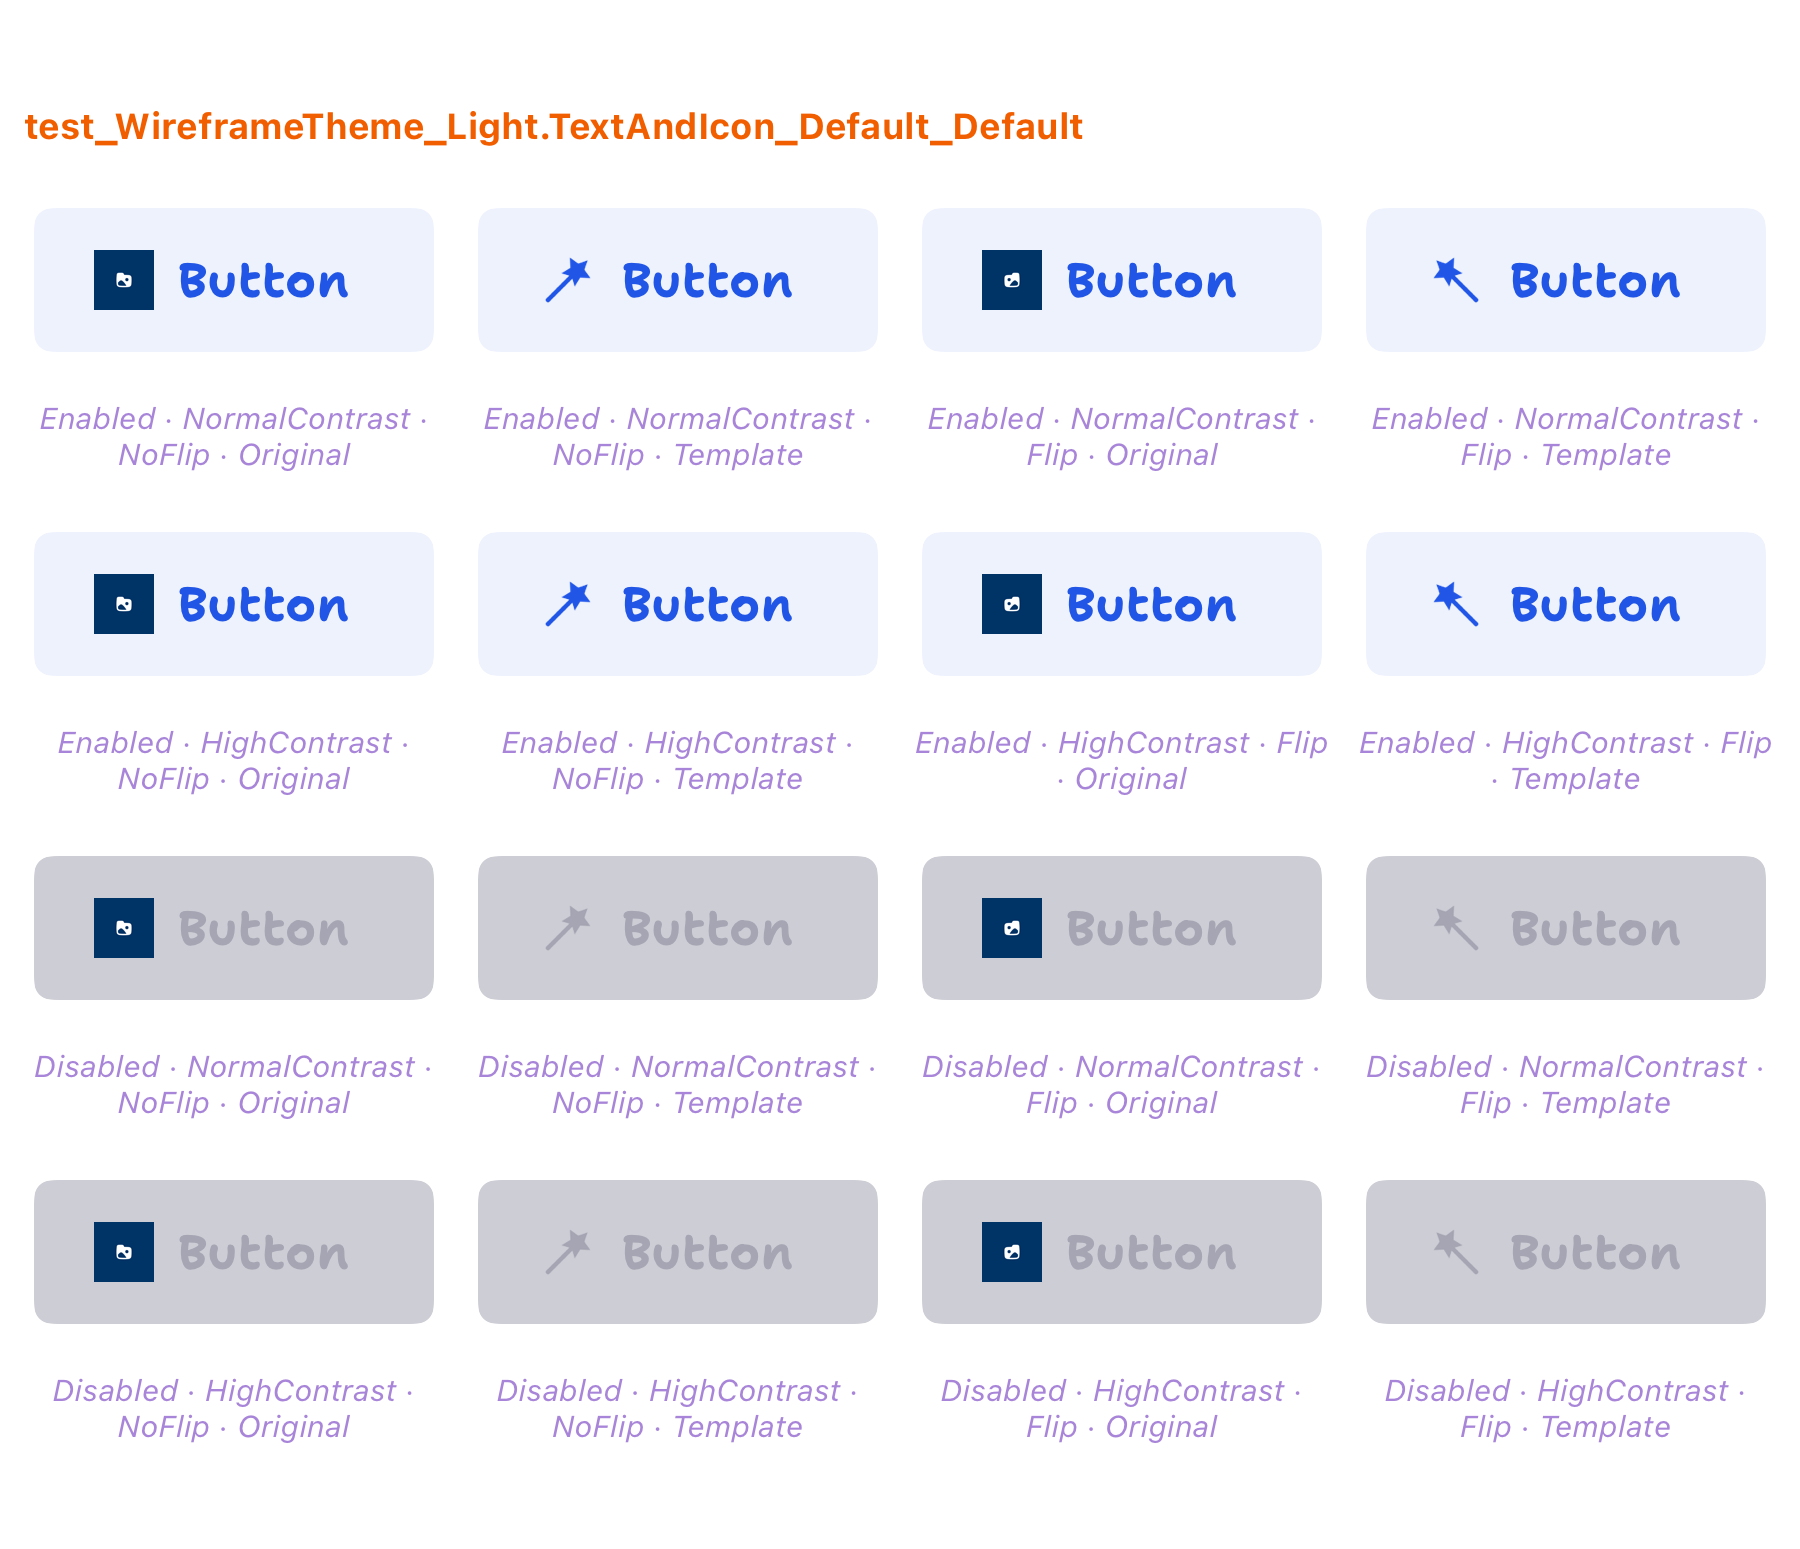 test_WireframeTheme_Light.TextAndIcon_Default_Default
Button
Button
Button
Button
Enabled · NormalContrast ·
NoFlip · Original
Enabled · NormalContrast ·
NoFlip · Template
Enabled · NormalContrast ·
Flip · Original
Enabled · NormalContrast ·
Flip · Template
Button
Button
Button
Button
Enabled · HighContrast ·
NoFlip · Original
Enabled · HighContrast ·
NoFlip · Template
Enabled · HighContrast · Flip
· Original
Enabled · HighContrast · Flip
· Template
Button
Button
Button
Button
Disabled · NormalContrast ·
NoFlip · Original
Disabled · NormalContrast ·
NoFlip · Template
Disabled · NormalContrast ·
Flip · Original
Disabled · NormalContrast ·
Flip · Template
Button
Button
Button
Button
Disabled · HighContrast ·
NoFlip · Original
Disabled · HighContrast ·
NoFlip · Template
Disabled · HighContrast ·
Flip · Original
Disabled · HighContrast ·
Flip · Template